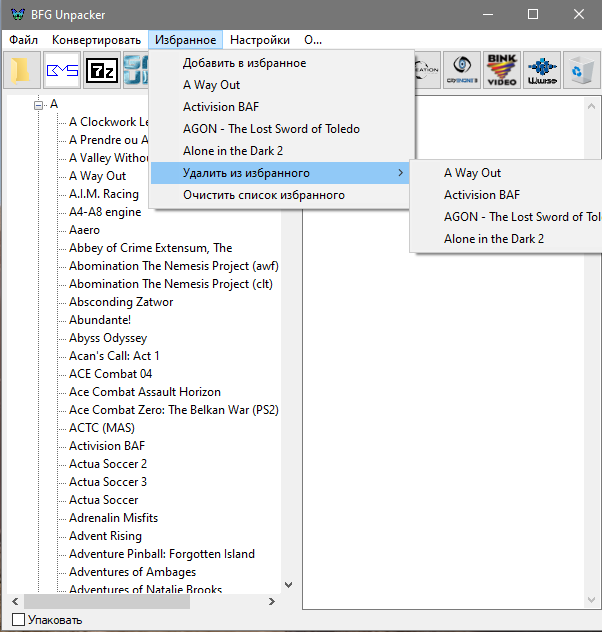 BFG Unpacker
Файл Конвертировать Избранное Настройки О...
Добавить в избранное
A Way Out
Activision BAF
AGON - The Lost Sword of Toledo
Alone in the Dark 2
Удалить из избранного
Очистить список избранного
A Way Out
Activision BAF
AGON - The Lost Sword of Tol
Alone in the Dark 2
7z
CRYENGINE 3
BINK
VIDEO
Wwise
A
A Clockwork Le
A Prendre ou A
A Valley Withou
A Way Out
A.I.M. Racing
A4-A8 engine
Aaero
Abbey of Crime Extensum, The
Abomination The Nemesis Project (awf)
Abomination The Nemesis Project (clt)
Absconding Zatwor
Abundante!
Abyss Odyssey
Acan's Call: Act 1
ACE Combat 04
Ace Combat Assault Horizon
Ace Combat Zero: The Belkan War (PS2)
ACTC (MAS)
Activision BAF
Actua Soccer 2
Actua Soccer 3
Actua Soccer
Adrenalin Misfits
Advent Rising
Adventure Pinball: Forgotten Island
Adventures of Ambages
Adventures of Natalie Brooks
Упаковать